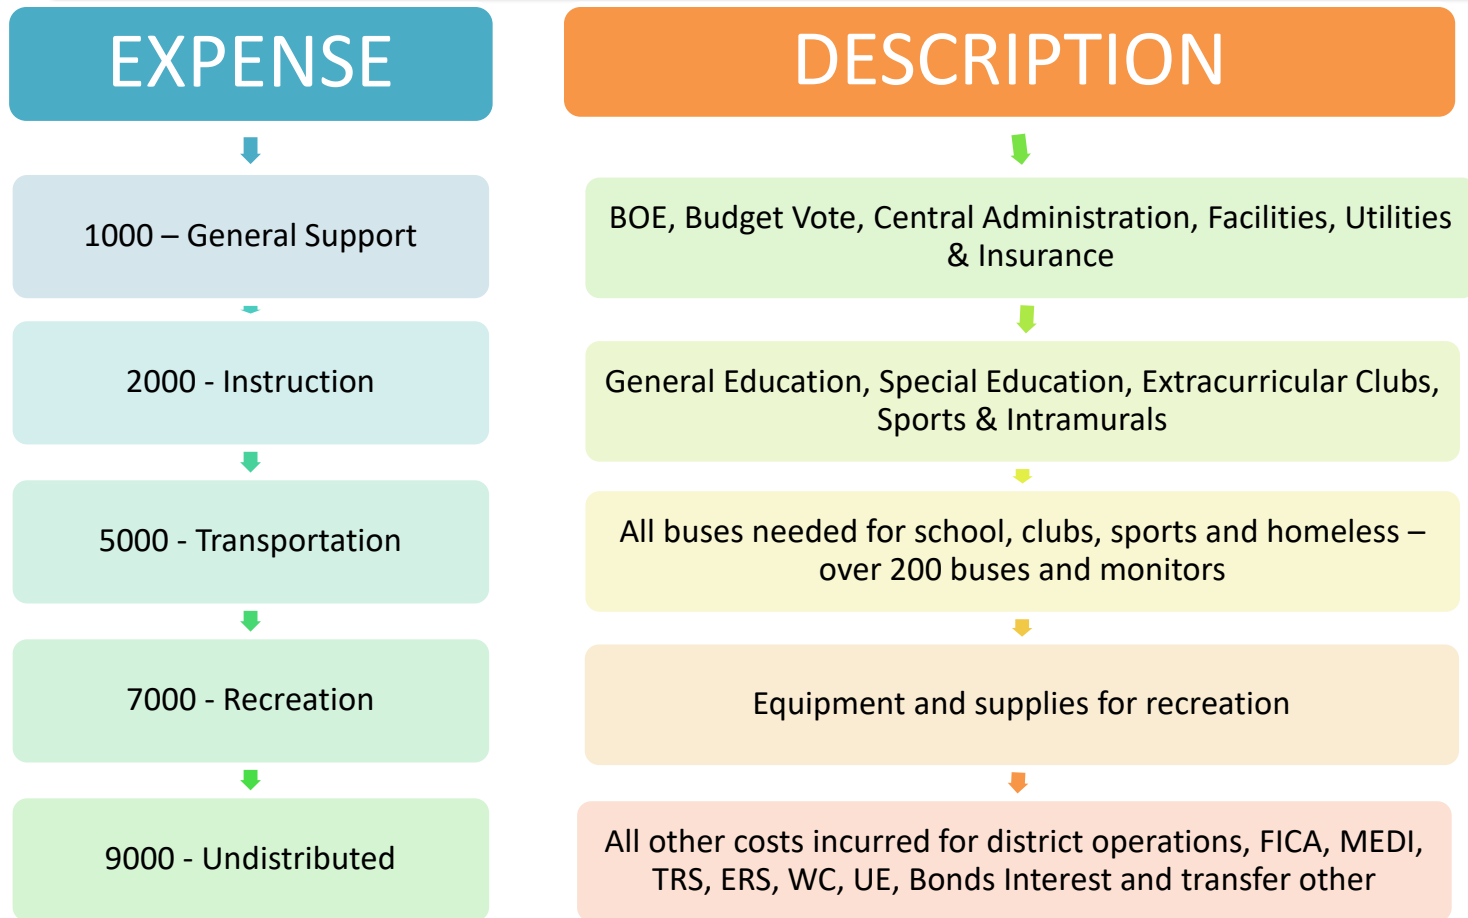 EXPENSE
DESCRIPTION
1000 – General Support
BOE, Budget Vote, Central Administration, Facilities, Utilities
& Insurance
2000 - Instruction
General Education, Special Education, Extracurricular Clubs,
Sports & Intramurals
5000 - Transportation
All buses needed for school, clubs, sports and homeless –
over 200 buses and monitors
7000 - Recreation
Equipment and supplies for recreation
9000 - Undistributed
All other costs incurred for district operations, FICA, MEDI,
TRS, ERS, WC, UE, Bonds Interest and transfer other